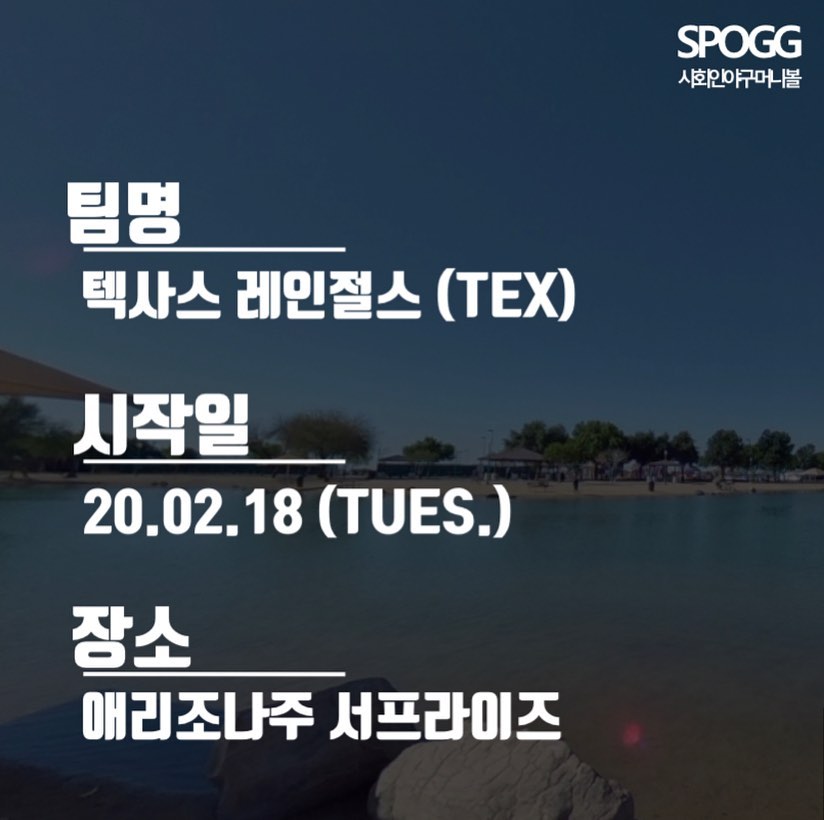 SPOGG
사회인야구머니볼
팀명
텍사스 레인절스 (TEX)
시작일
20.02.18 (TUES.)
장소
애리조나주 서프라이즈